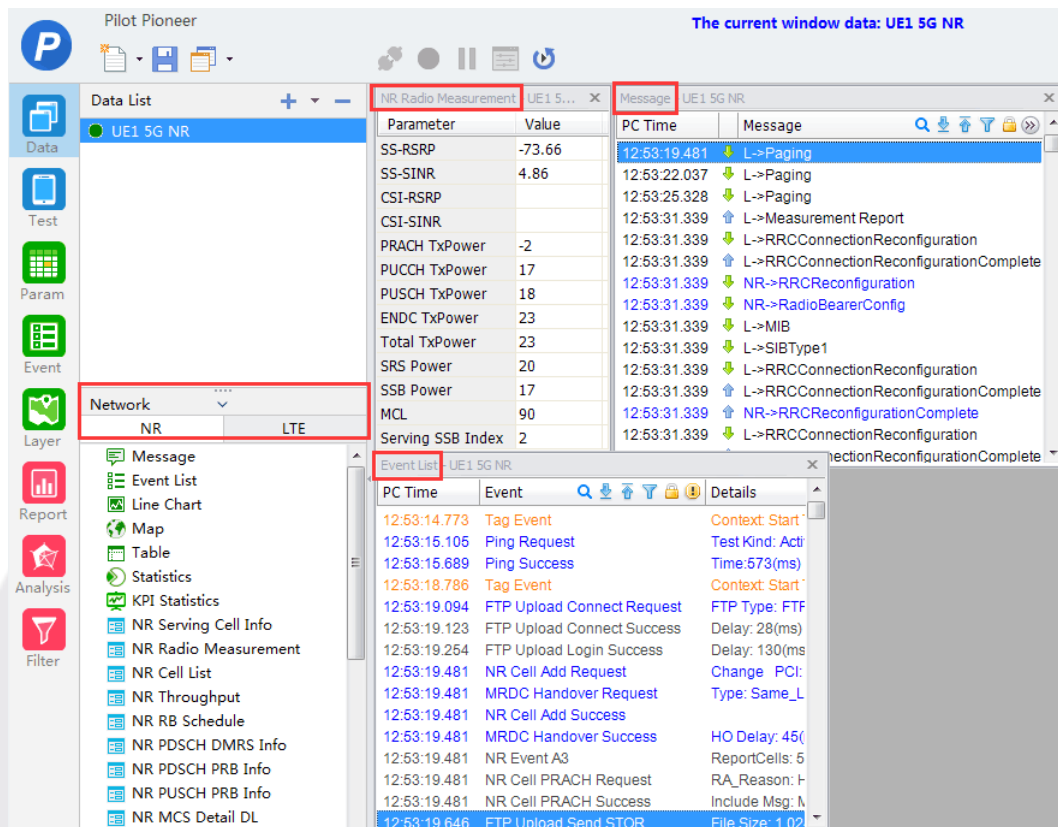 Pilot Pioneer
The current window data: UE1 5G NR
P
Data
Test
Param
Event
Layer
Report
Analysis
Filter
Data List
UE1 5G NR
Network
NR LTE
Message
Event List
Line Chart
Map
Table
Statistics
KPI Statistics
NR Serving Cell Info
NR Radio Measurement
NR Cell List
NR Throughput
NR RB Schedule
NR PDSCH DMRS Info
NR PDSCH PRB Info
NR PUSCH PRB Info
NR MCS Detail DL
NR Radio Measurement UE1 5...
Parameter Value
SS-RSRP -73.66
SS-SINR 4.86
CSI-RSRP
CSI-SINR
PRACH TxPower -2
PUCCH TxPower 17
PUSCH TxPower 18
ENDC TxPower 23
Total TxPower 23
SRS Power 20
SSB Power 17
MCL 90
Serving SSB Index 2
Message UE1 5G NR
PC Time Message
12:53:19.481 L->Paging
12:53:22.037 L->Paging
12:53:25.328 L->Paging
12:53:31.339 L->Measurement Report
12:53:31.339 L->RRCConnectionReconfiguration
12:53:31.339 L->RRCConnectionReconfigurationComplete
12:53:31.339 NR->RRCReconfiguration
12:53:31.339 NR->RadioBearerConfig
12:53:31.339 L->MIB
12:53:31.339 L->SIBType1
12:53:31.339 L->RRCConnectionReconfiguration
12:53:31.339 L->RRCConnectionReconfigurationComplete
12:53:31.339 NR->RRCReconfigurationComplete
12:53:31.339 L->RRCConnectionReconfiguration
nectionReconfigurationComplete
Event List - UE1 5G NR
PC Time Event Details
12:53:14.773 Tag Event Context: Start
12:53:15.105 Ping Request Test Kind: Acti
12:53:15.689 Ping Success Time:573(ms)
12:53:18.786 Tag Event Context: Start
12:53:19.094 FTP Upload Connect Request FTP Type: FTF
12:53:19.123 FTP Upload Connect Success Delay: 28(ms)
12:53:19.254 FTP Upload Login Success Delay: 130(ms
12:53:19.481 NR Cell Add Request Change PCI:
12:53:19.481 MRDC Handover Request Type: Same_L
12:53:19.481 NR Cell Add Success
12:53:19.481 MRDC Handover Success HO Delay: 45(
12:53:19.481 NR Event A3 ReportCells: 5
12:53:19.481 NR Cell PRACH Request RA_Reason: H
12:53:19.481 NR Cell PRACH Success Include Msg: M
12:53:19.646 FTP Upload Send STOR File Size: 1.02